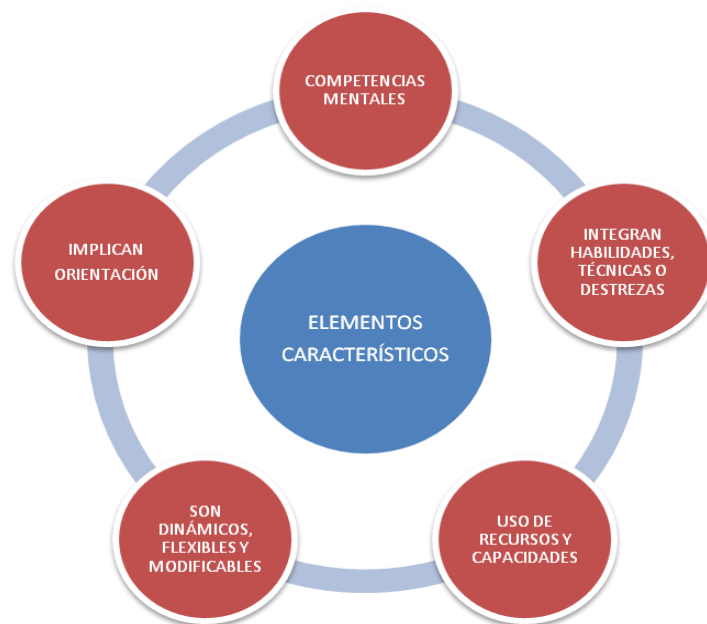 COMPETENCIAS
MENTALES
INTEGRAN
HABILIDADES,
TÉCNICAS O
DESTREZAS
USO DE
RECURSOS Y
CAPACIDADES
SON
DINÁMICOS,
FLEXIBLES Y
MODIFICABLES
IMPLICAN
ORIENTACIÓN
ELEMENTOS
CARACTERÍSTICOS